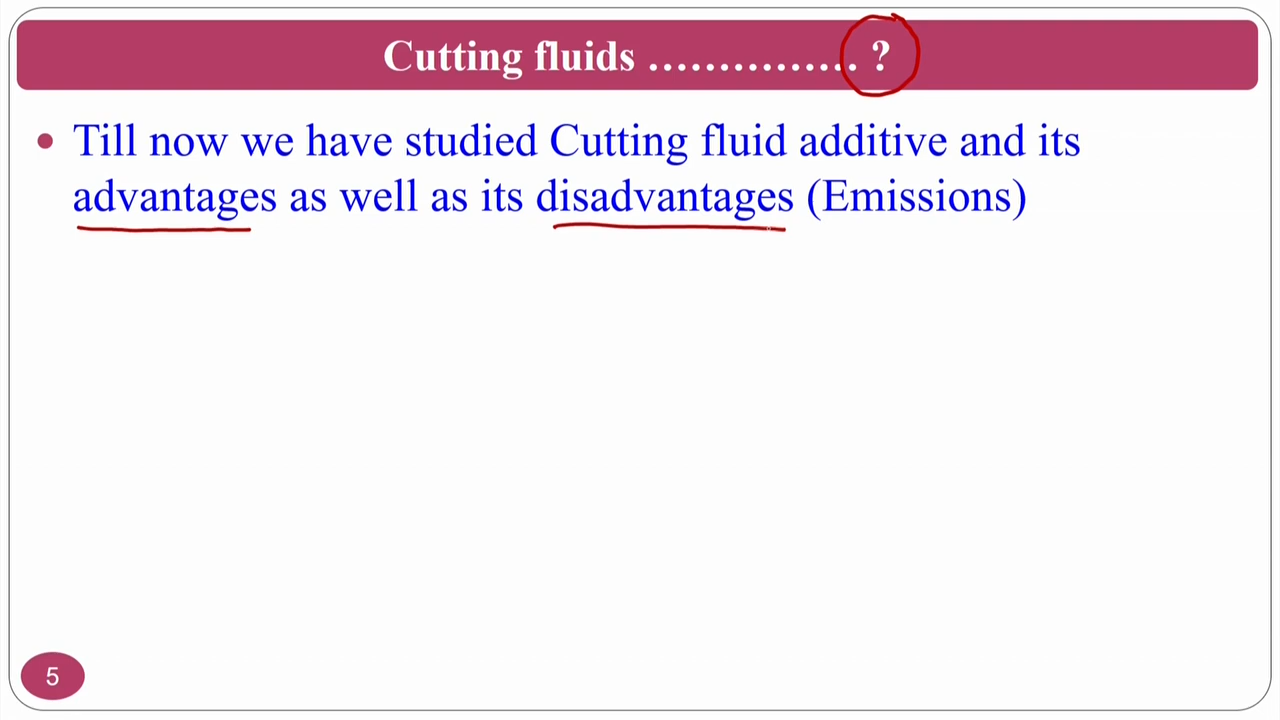 Cutting fluids ............... ?
• Till now we have studied Cutting fluid additive and its
advantages as well as its disadvantages (Emissions)
5